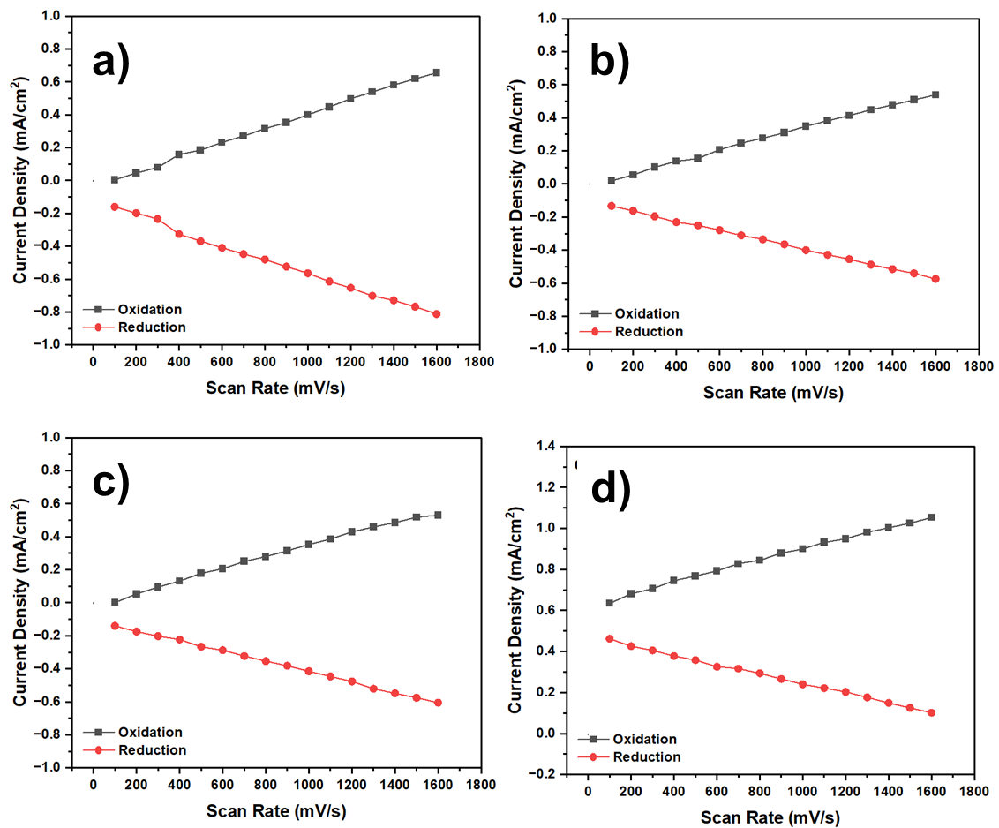 a)
1.0
0.8
0.6
0.4
0.2
0.0
−0.2
−0.4
−0.6
−0.8
−1.0
Current Density (mA/cm²)
Oxidation
Reduction
0 200 400 600 800 1000 1200 1400 1600 1800
Scan Rate (mV/s)
b)
1.0
0.8
0.6
0.4
0.2
0.0
−0.2
−0.4
−0.6
−0.8
−1.0
Current Density (mA/cm²)
Oxidation
Reduction
0 200 400 600 800 1000 1200 1400 1600 1800
Scan Rate (mV/s)
c)
1.0
0.8
0.6
0.4
0.2
0.0
−0.2
−0.4
−0.6
−0.8
−1.0
Current Density (mA/cm²)
Oxidation
Reduction
0 200 400 600 800 1000 1200 1400 1600 1800
Scan Rate (mV/s)
d)
1.4
1.2
1.0
0.8
0.6
0.4
0.2
0.0
−0.2
Current Density (mA/cm²)
Oxidation
Reduction
0 200 400 600 800 1000 1200 1400 1600 1800
Scan Rate (mV/s)